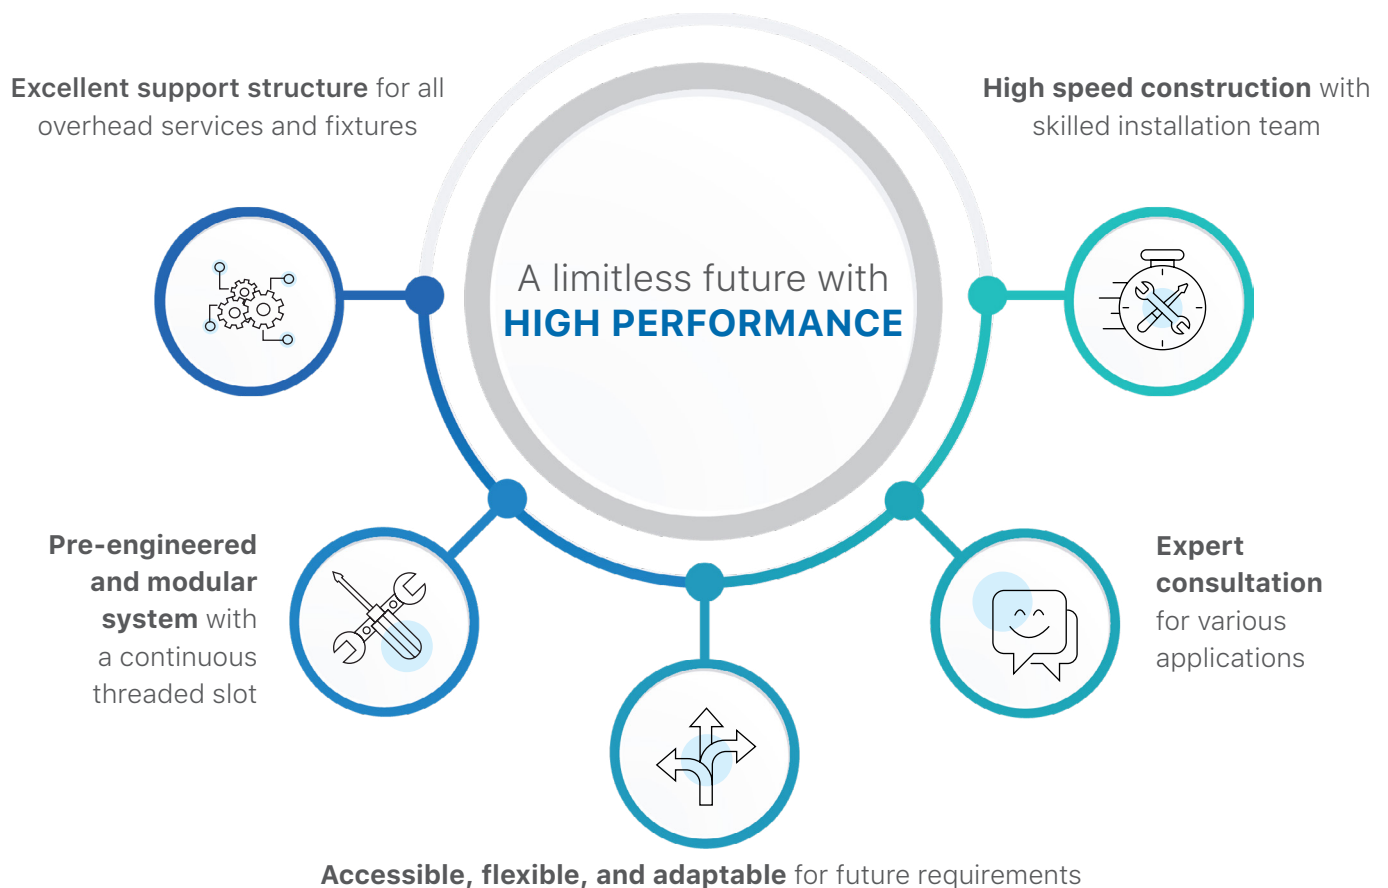 Excellent support structure for all
overhead services and fixtures
High speed construction with
skilled installation team
A limitless future with
HIGH PERFORMANCE
Pre-engineered
and modular
system with
a continuous
threaded slot
Expert
consultation
for various
applications
Accessible, flexible, and adaptable for future requirements